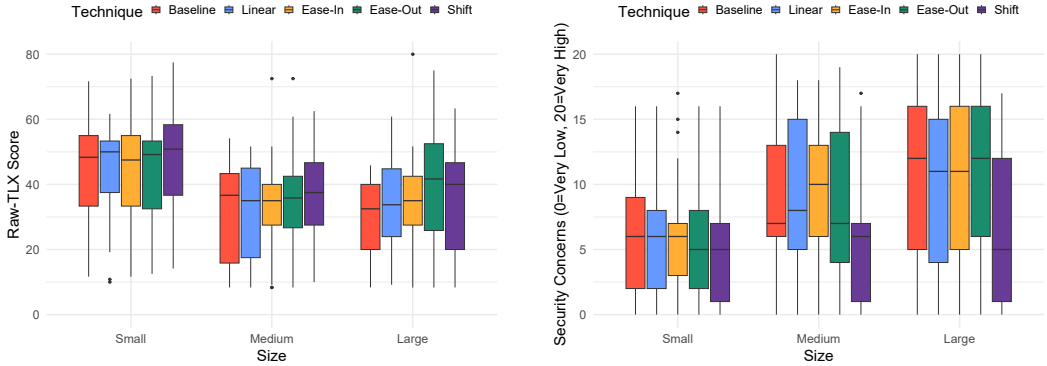 Technique Baseline Linear Ease-In Ease-Out Shift
Raw-TLX Score
80
60
40
20
0
Small Medium Large
Size
Technique Baseline Linear Ease-In Ease-Out Shift
Security Concerns (0=Very Low, 20=Very High)
20
15
10
5
0
Small Medium Large
Size